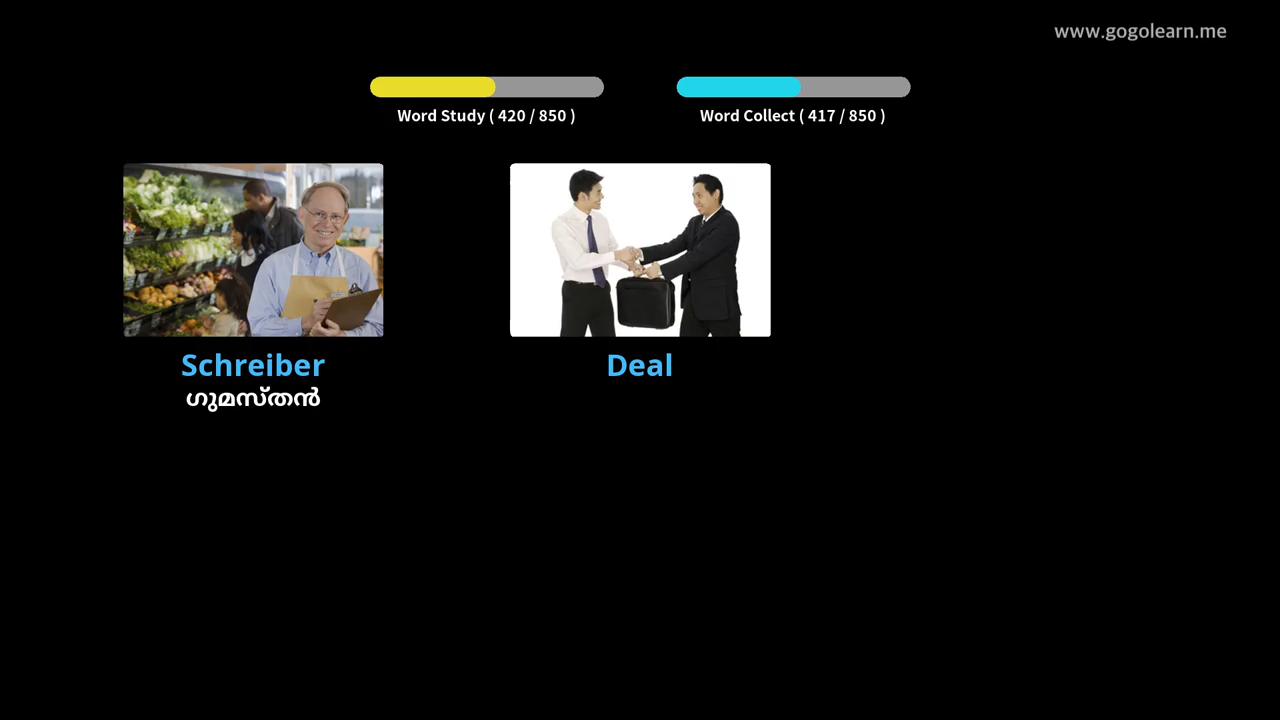 www.gogolearn.me
Word Study ( 420 / 850 )
Word Collect ( 417 / 850 )
Schreiber
ഗുമസ്തൻ
Deal